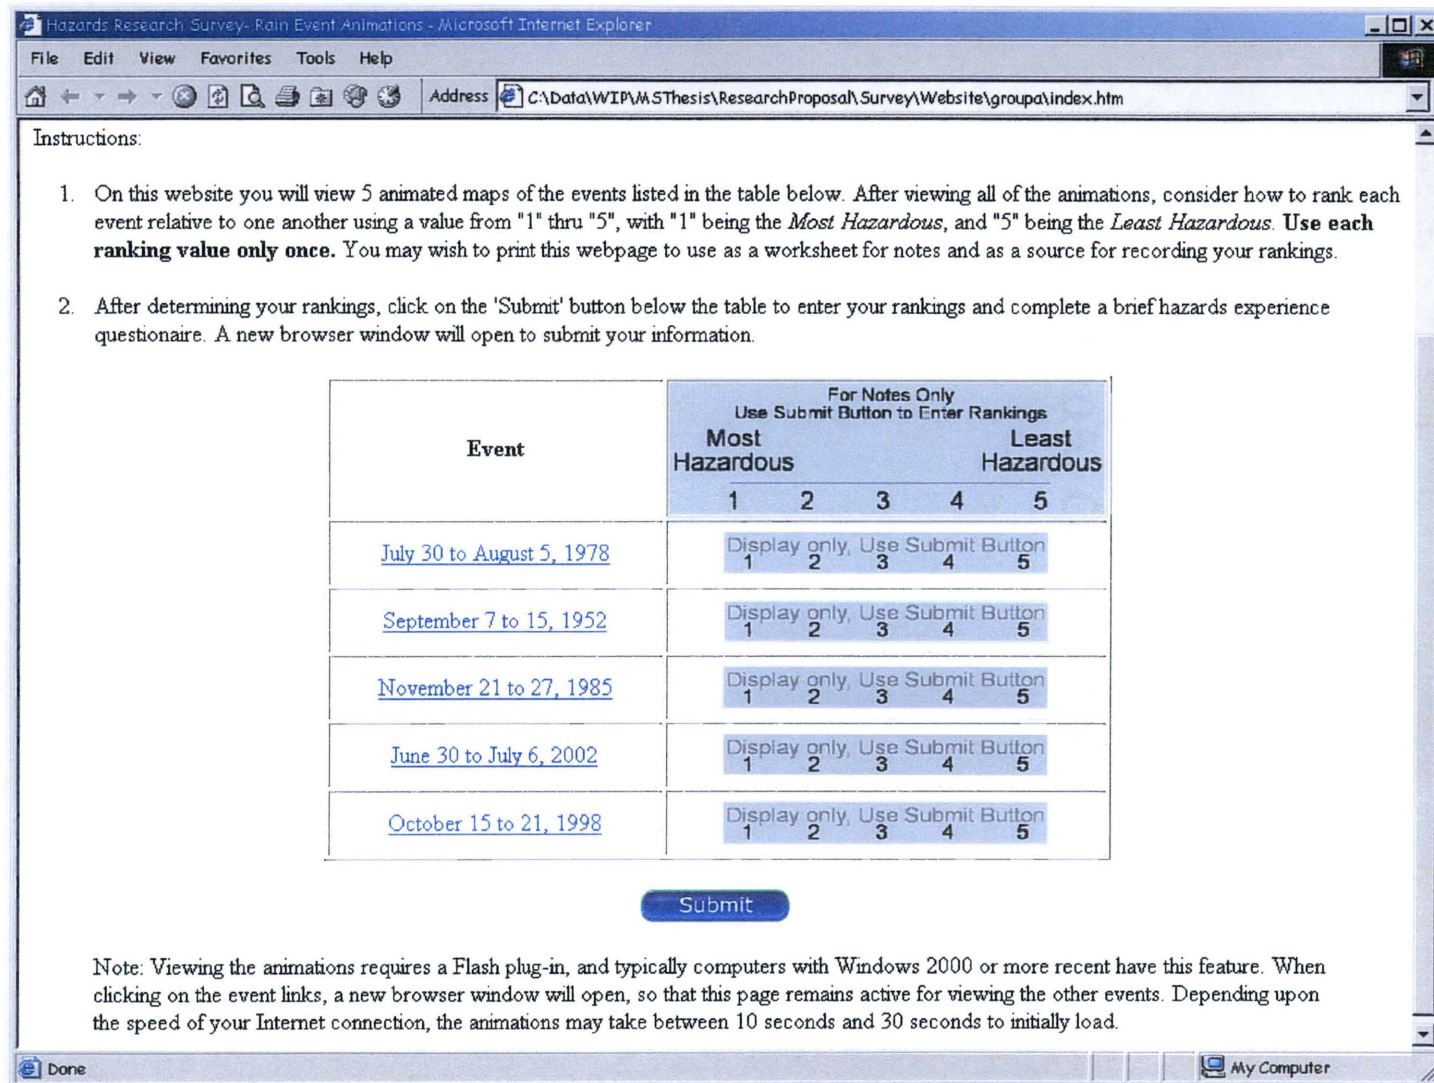 Hazards Research Survey- Rain Event Animations - Microsoft Internet Explorer
File Edit View Favorites Tools Help
Address C:\Data\WIP\MSThesis\ResearchProposal\Survey\Website\groupa\index.htm
Instructions:
1. On this website you will view 5 animated maps of the events listed in the table below. After viewing all of the animations, consider how to rank each
event relative to one another using a value from "1" thru "5", with "1" being the Most Hazardous, and "5" being the Least Hazardous. Use each
ranking value only once. You may wish to print this webpage to use as a worksheet for notes and as a source for recording your rankings.
2. After determining your rankings, click on the 'Submit' button below the table to enter your rankings and complete a brief hazards experience
questionaire. A new browser window will open to submit your information.
Event
For Notes Only
Use Submit Button to Enter Rankings
Most Least
Hazardous Hazardous
1 2 3 4 5
July 30 to August 5, 1978
Display only, Use Submit Button
1 2 3 4 5
September 7 to 15, 1952
Display only, Use Submit Button
1 2 3 4 5
November 21 to 27, 1985
Display only, Use Submit Button
1 2 3 4 5
June 30 to July 6, 2002
Display only, Use Submit Button
1 2 3 4 5
October 15 to 21, 1998
Display only, Use Submit Button
1 2 3 4 5
Submit
Note: Viewing the animations requires a Flash plug-in, and typically computers with Windows 2000 or more recent have this feature. When
clicking on the event links, a new browser window will open, so that this page remains active for viewing the other events. Depending upon
the speed of your Internet connection, the animations may take between 10 seconds and 30 seconds to initially load.
Done My Computer